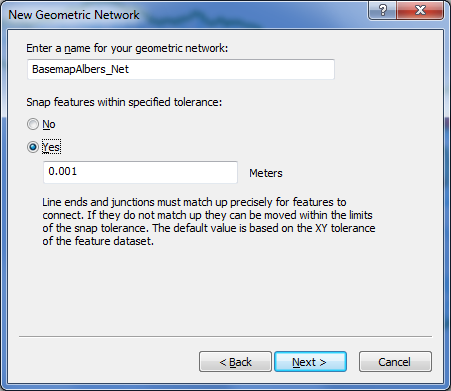 New Geometric Network
Enter a name for your geometric network:
BasemapAlbers_Net
Snap features within specified tolerance:
No
Yes
0.001 Meters
Line ends and junctions must match up precisely for features to
connect. If they do not match up they can be moved within the limits
of the snap tolerance. The default value is based on the XY tolerance
of the feature dataset.
< Back Next > Cancel